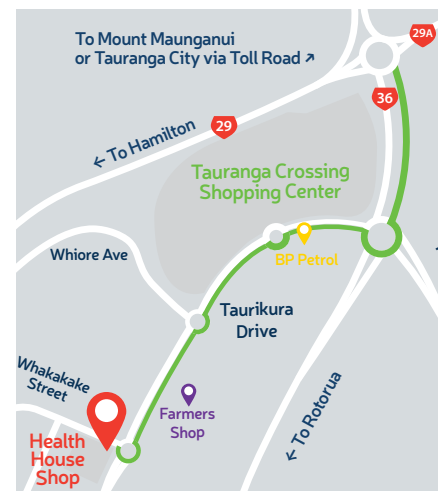 To Mount Maunganui
or Tauranga City via Toll Road ↗
29A
36
29
← To Hamilton
Tauranga Crossing
Shopping Center
BP Petrol
Whiore Ave
Taurikura
Drive
Whakakake
Street
Farmers
Shop
← To Rotorua
Health
House
Shop